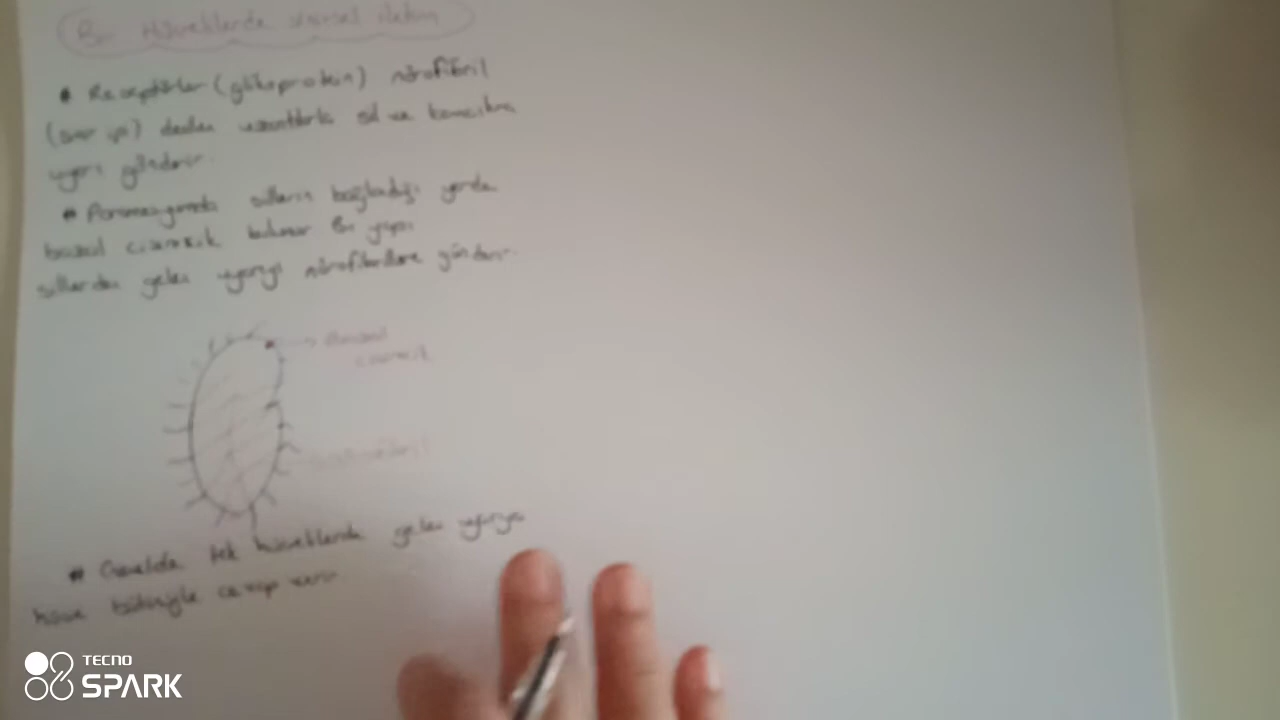 Bir Hücrelilerde sinirsel iletim
* Reseptörler (glikoprotein) nörofibril
(sinir ipi) denilen uzantılarla sil ve kamçılara
uyarı gönderir.
* Paramesyumda sillerin bağlandığı yerde
bazal cisimcik bulunur Bu yapı
sillerden gelen uyarıyı nörofibrillere gönderir.
Bazal
cisimcik
* Genelde tek hücrelilerde gelen uyarıya
hücre bütünüyle cevap verir
TECNO
SPARK